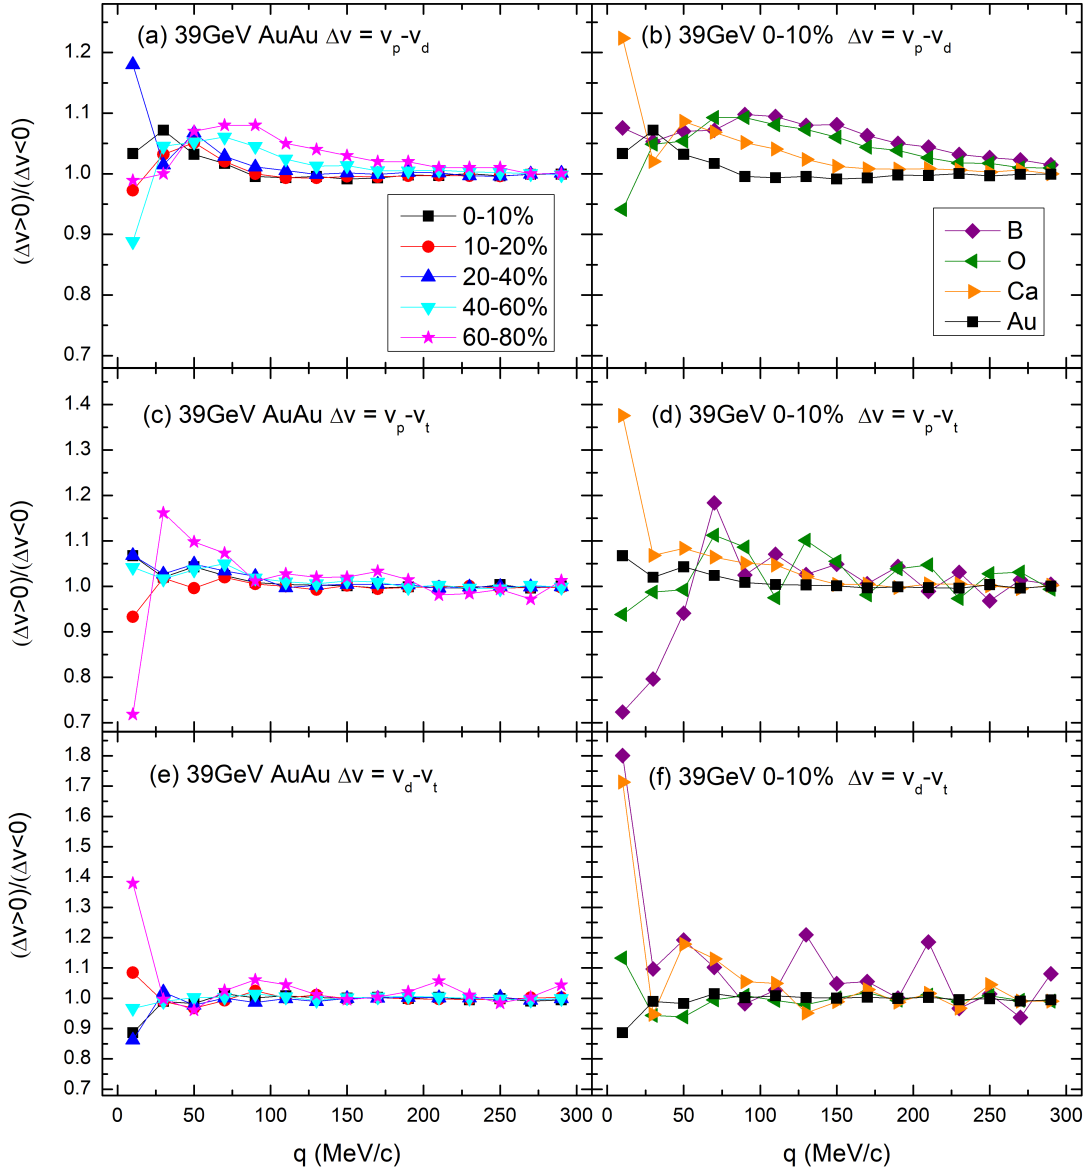 (a) 39GeV AuAu Δv = v_p-v_d
(b) 39GeV 0-10% Δv = v_p-v_d
1.2
1.1
1.0
0.9
0.8
0.7
(Δv>0)/(Δv<0)
0-10%
10-20%
20-40%
40-60%
60-80%
B
O
Ca
Au
(c) 39GeV AuAu Δv = v_p-v_t
(d) 39GeV 0-10% Δv = v_p-v_t
1.4
1.3
1.2
1.1
1.0
0.9
0.8
0.7
(Δv>0)/(Δv<0)
(e) 39GeV AuAu Δv = v_d-v_t
(f) 39GeV 0-10% Δv = v_d-v_t
1.8
1.7
1.6
1.5
1.4
1.3
1.2
1.1
1.0
0.9
0.8
0.7
(Δv>0)/(Δv<0)
0 50 100 150 200 250 300
0 50 100 150 200 250 300
q (MeV/c)
q (MeV/c)